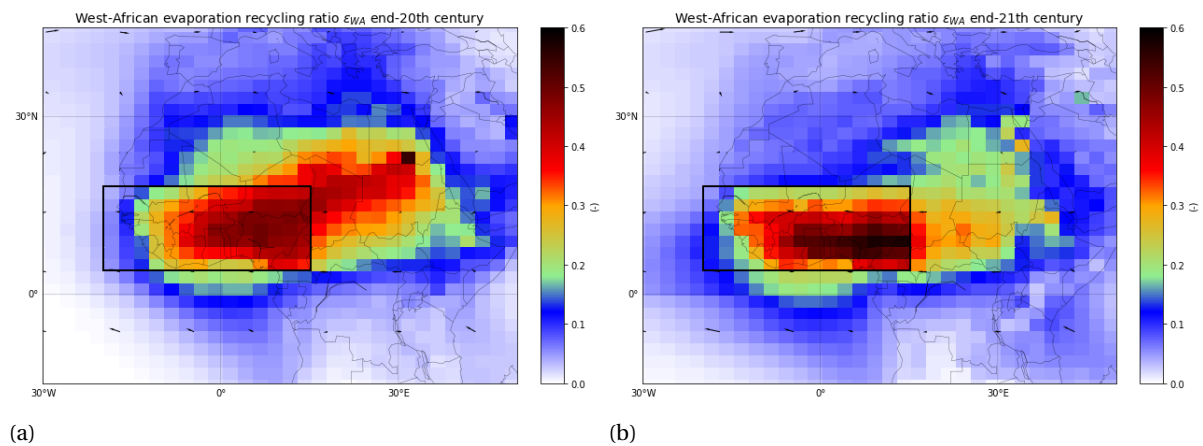 West-African evaporation recycling ratio εWA end-20th century
30°N
0°
30°W
0°
30°E
0.6
0.5
0.4
0.3
0.2
0.1
0.0
(-)
(a)
West-African evaporation recycling ratio εWA end-21th century
30°N
0°
30°W
0°
30°E
0.6
0.5
0.4
0.3
0.2
0.1
0.0
(-)
(b)